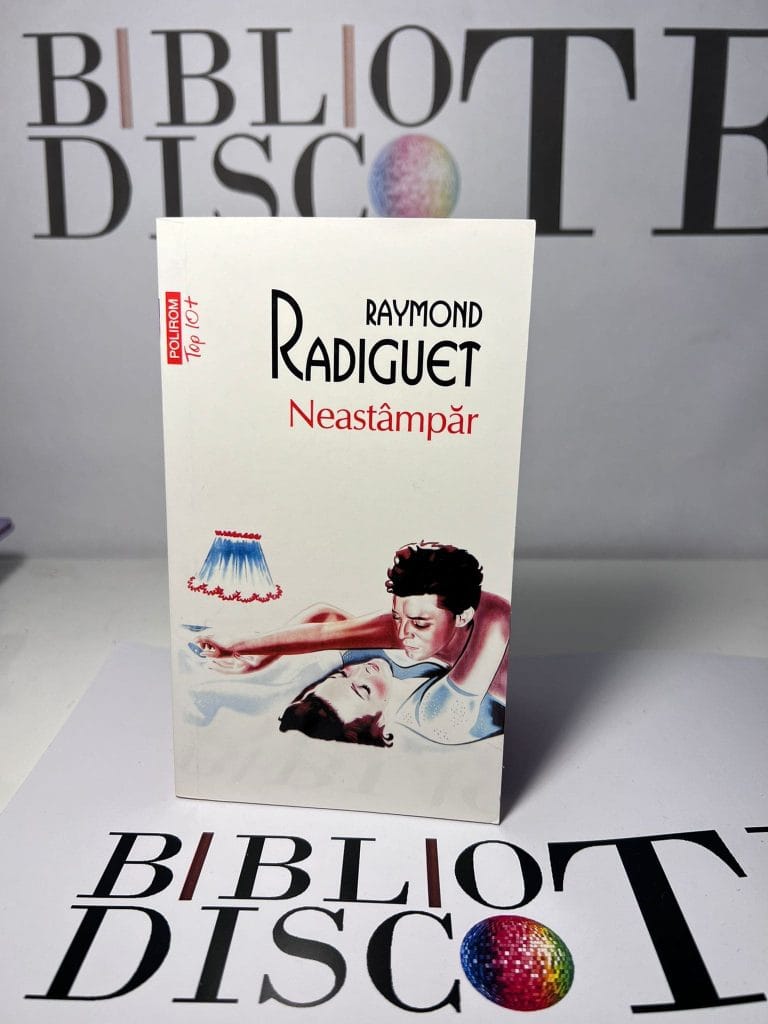 BIBLIOTE
DISCOTE
POLIROM
Top 10+
RAYMOND
RADIGUET
Neastâmpăr
BIBLIOT
DISCOT